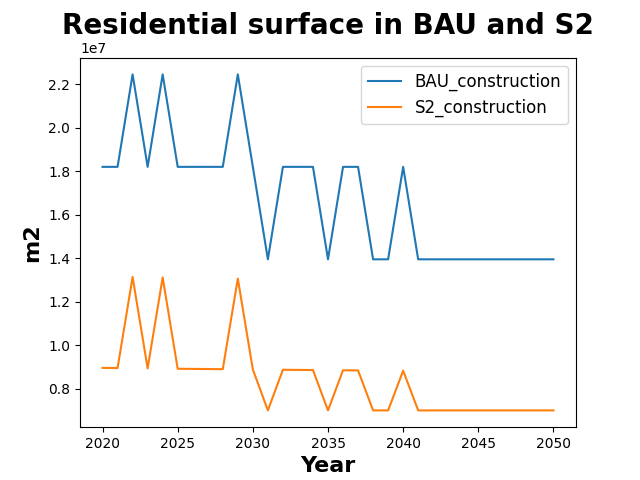 Residential surface in BAU and S2
1e7
BAU_construction
S2_construction
2.2
2.0
1.8
1.6
1.4
1.2
1.0
0.8
m2
2020 2025 2030 2035 2040 2045 2050
Year